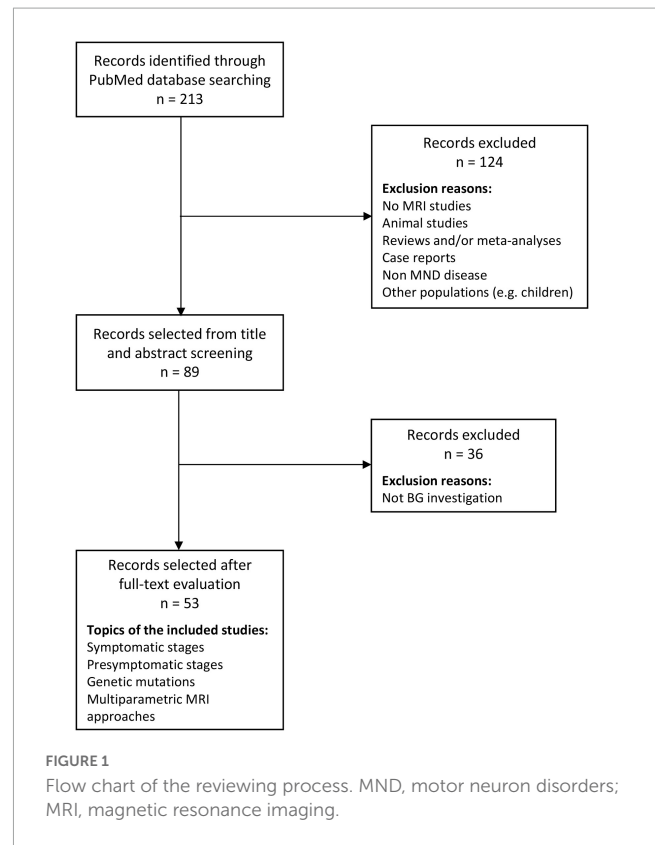 Records identified through
PubMed database searching
n = 213
Records excluded
n = 124
Exclusion reasons:
No MRI studies
Animal studies
Reviews and/or meta-analyses
Case reports
Non MND disease
Other populations (e.g. children)
Records selected from title
and abstract screening
n = 89
Records excluded
n = 36
Exclusion reasons:
Not BG investigation
Records selected after
full-text evaluation
n = 53
Topics of the included studies:
Symptomatic stages
Presymptomatic stages
Genetic mutations
Multiparametric MRI
approaches
FIGURE 1
Flow chart of the reviewing process. MND, motor neuron disorders;
MRI, magnetic resonance imaging.